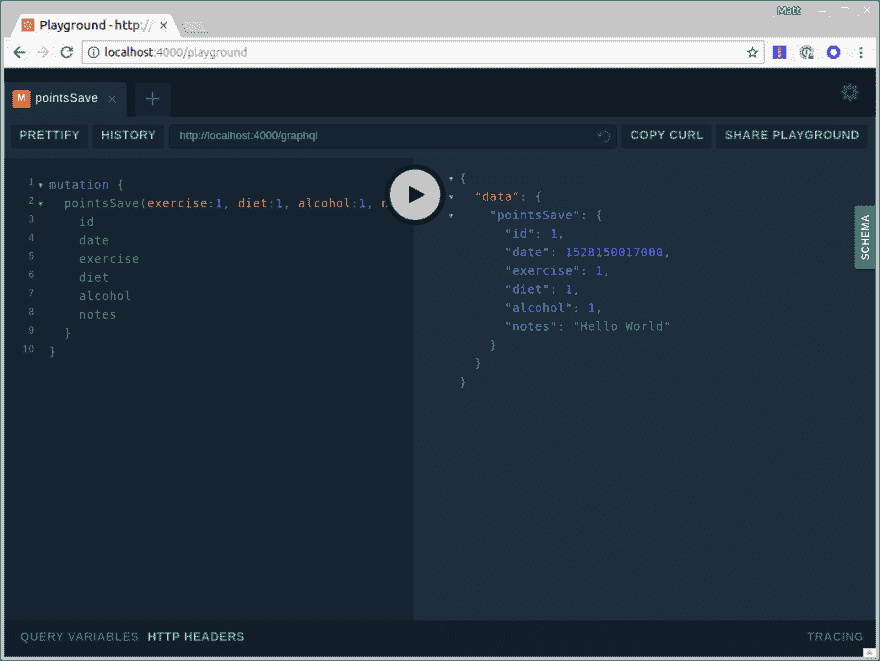 Matt
Playground - http://
localhost:4000/playground
M pointsSave
PRETTIFY HISTORY http://localhost:4000/graphql COPY CURL SHARE PLAYGROUND
1 mutation {
2 pointsSave(exercise:1, diet:1, alcohol:1,
3 id
4 date
5 exercise
6 diet
7 alcohol
8 notes
9 }
10 }
{
"data": {
"pointsSave": {
"id": 1,
"date": 1528150017000,
"exercise": 1,
"diet": 1,
"alcohol": 1,
"notes": "Hello World"
}
}
}
SCHEMA
QUERY VARIABLES HTTP HEADERS TRACING